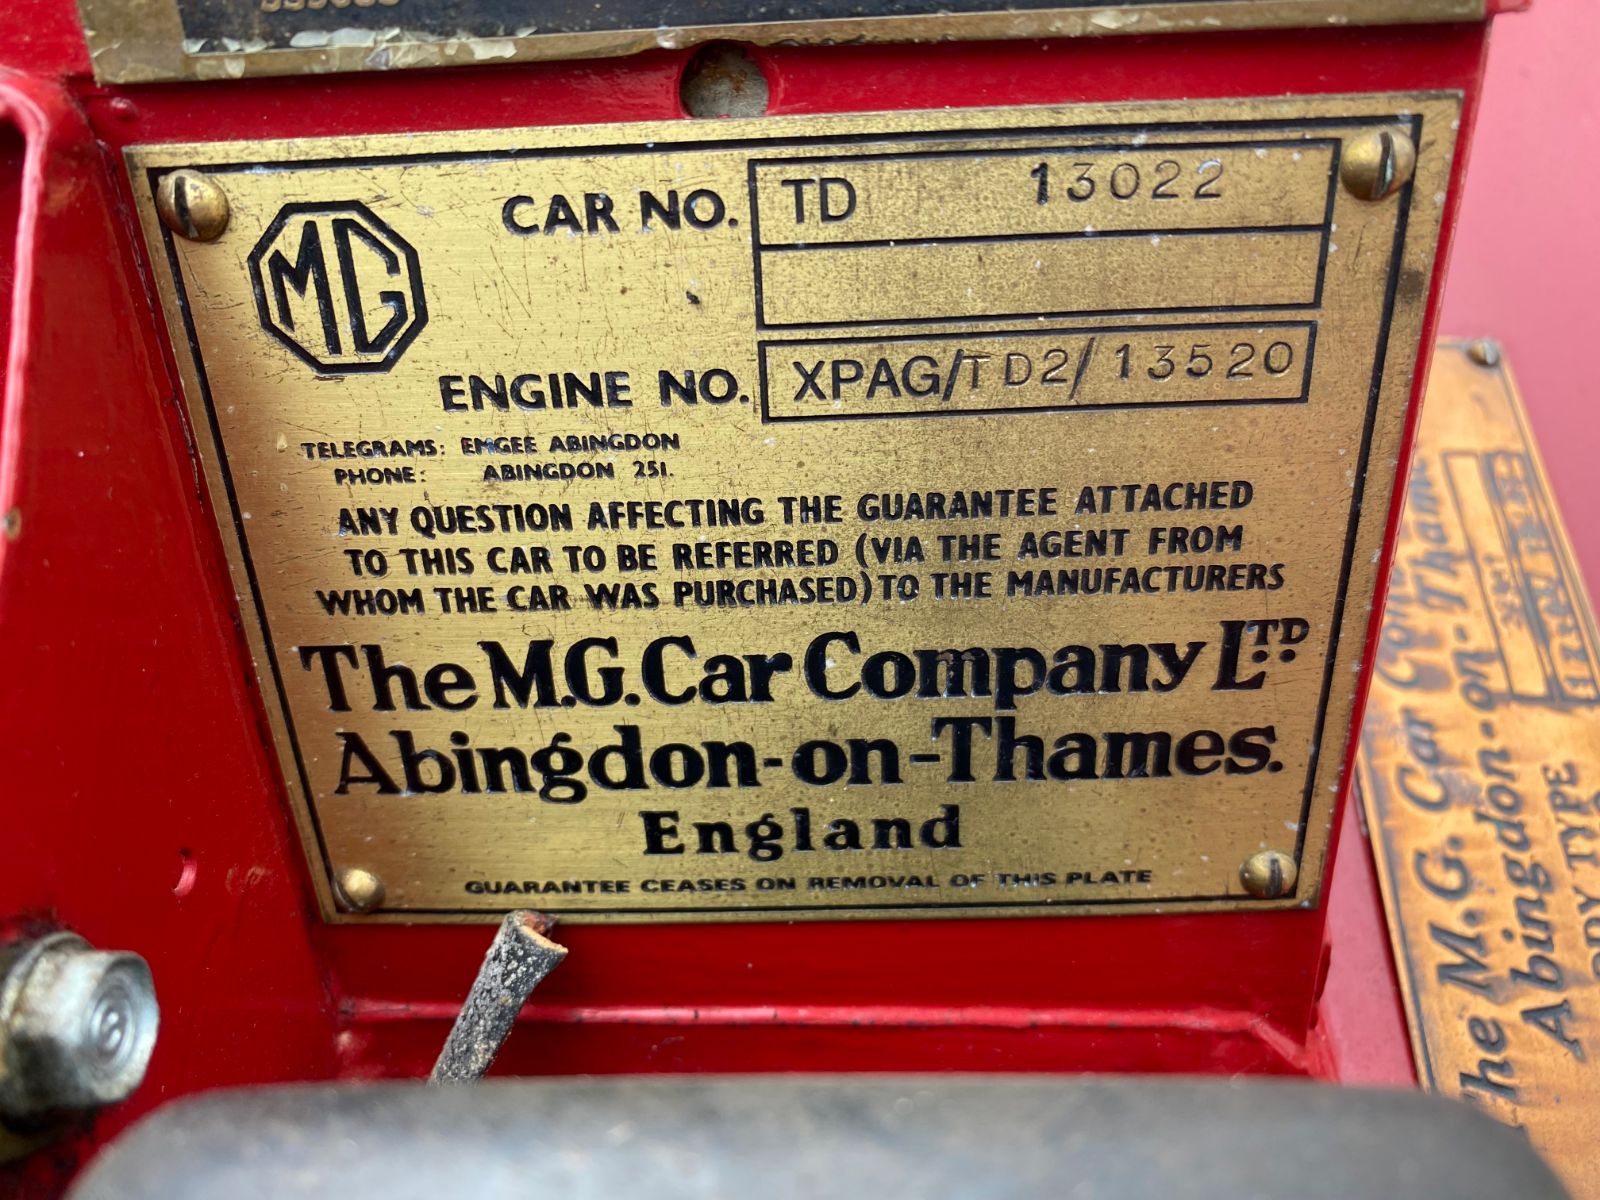 MG
CAR NO. TD 13022
ENGINE NO. XPAG/TD2/13520
TELEGRAMS: EMGEE ABINGDON
PHONE: ABINGDON 251.
ANY QUESTION AFFECTING THE GUARANTEE ATTACHED
TO THIS CAR TO BE REFERRED (VIA THE AGENT FROM
WHOM THE CAR WAS PURCHASED) TO THE MANUFACTURERS
The M.G. Car Company LTD
Abingdon-on-Thames.
England
GUARANTEE CEASES ON REMOVAL OF THIS PLATE
The M.G. Car
Abingdon-on-Thame
TYPE